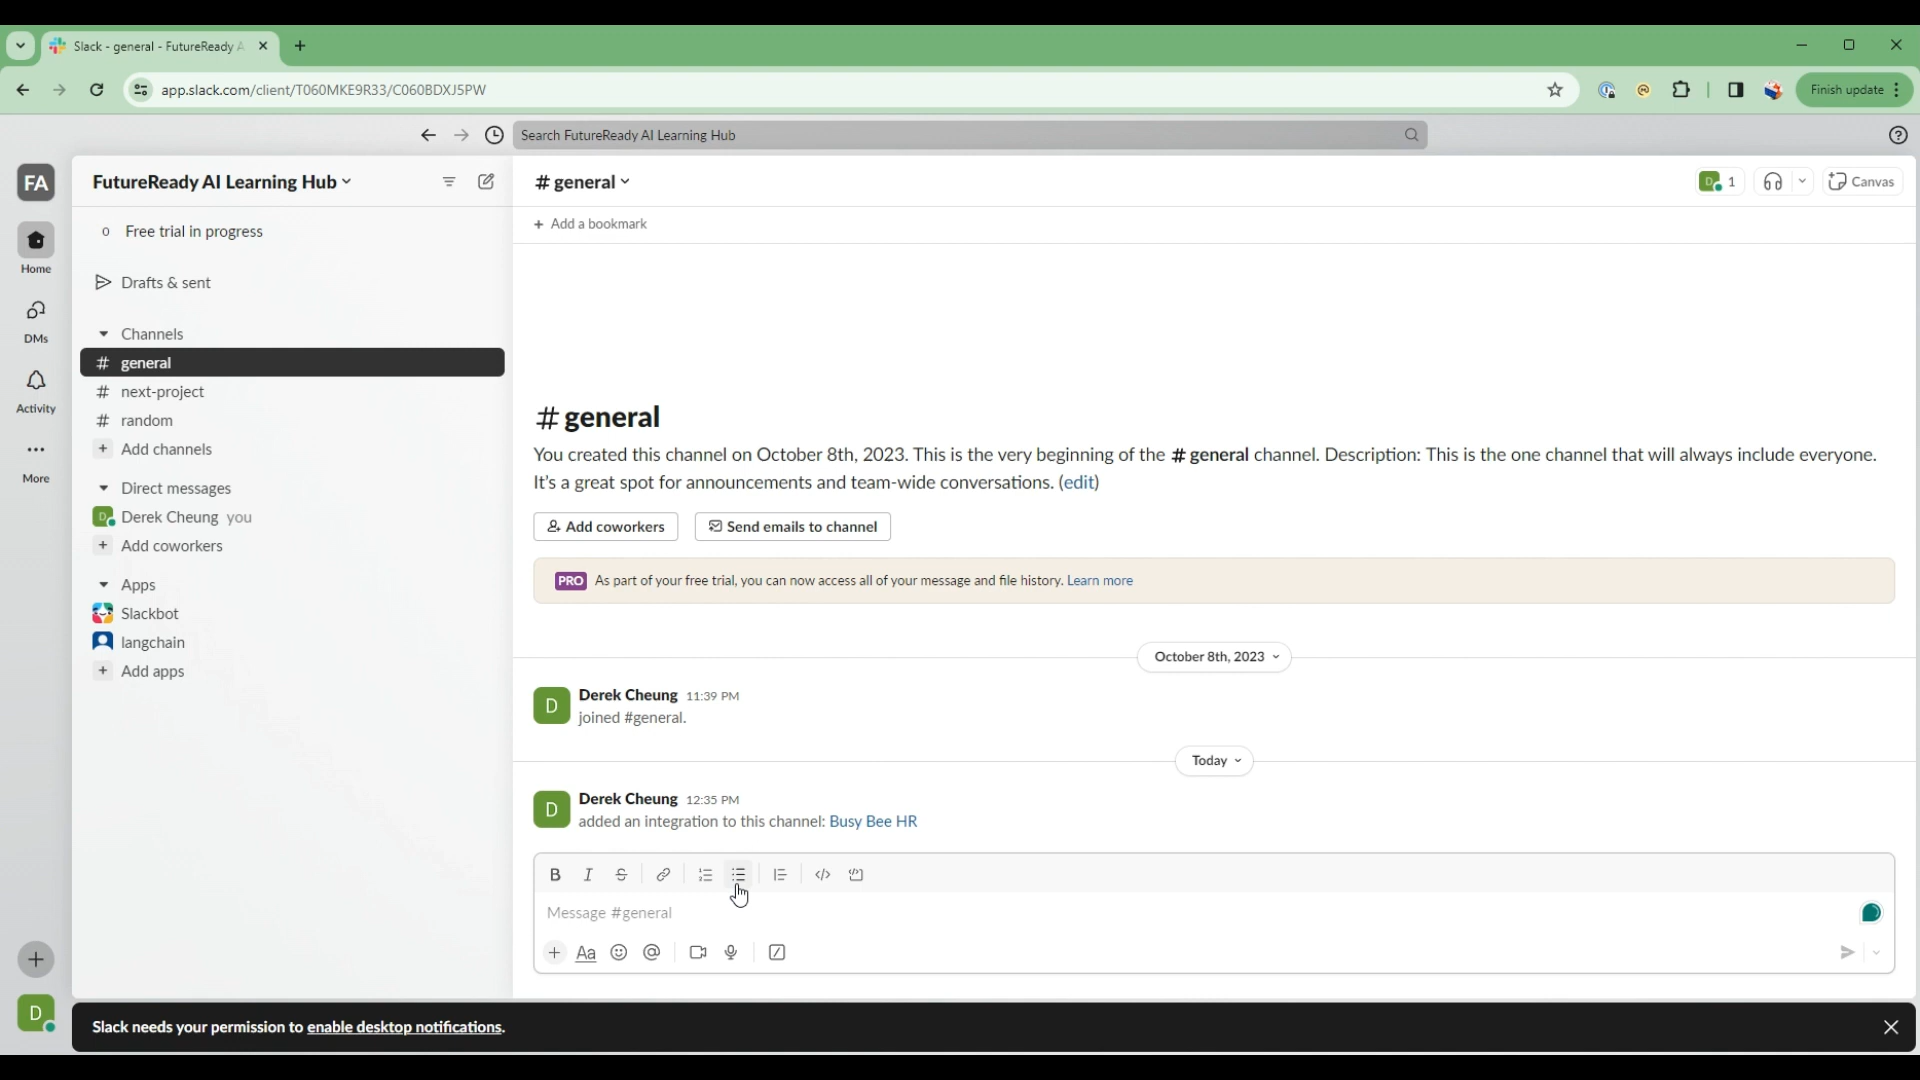 Slack - general - FutureReady A
app.slack.com/client/T060MKE9R33/C060BDXJ5PW
Finish update
Search FutureReady AI Learning Hub
FA
Home
DMs
Activity
More
D
FutureReady AI Learning Hub
Free trial in progress
Drafts & sent
Channels
# general
# next-project
# random
+ Add channels
Direct messages
D Derek Cheung you
+ Add coworkers
Apps
Slackbot
langchain
+ Add apps
# general
D 1
Canvas
+ Add a bookmark
# general
You created this channel on October 8th, 2023. This is the very beginning of the # general channel. Description: This is the one channel that will always include everyone.
It's a great spot for announcements and team-wide conversations. (edit)
Add coworkers
Send emails to channel
PRO As part of your free trial, you can now access all of your message and file history. Learn more
October 8th, 2023
D Derek Cheung 11:39 PM
joined #general.
Today
D Derek Cheung 12:35 PM
added an integration to this channel: Busy Bee HR
B I S
Message #general
+ Aa @
Slack needs your permission to enable desktop notifications.